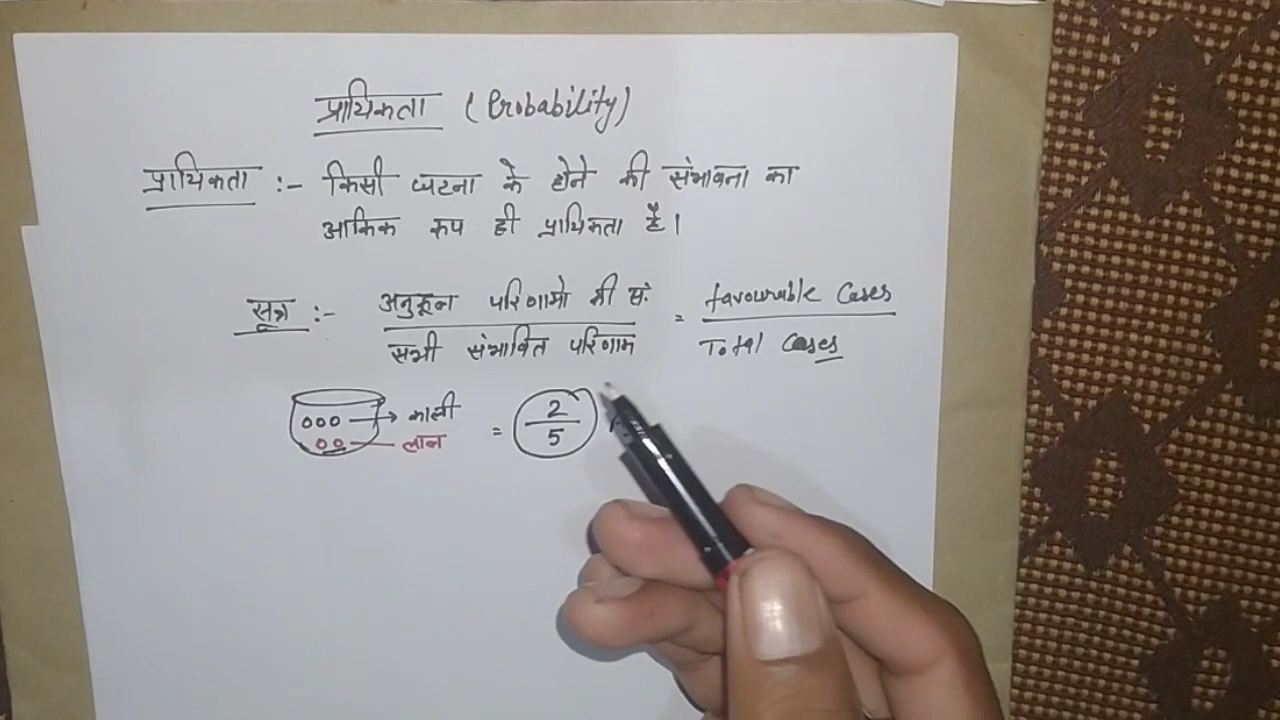 प्रायिकता (Probability)
प्रायिकता :- किसी घटना के होने की संभावना का
आंकिक रूप ही प्रायिकता है।
सूत्र :- अनुकूल परिणामो की सं. / सभी संभावित परिणाम = favourable Cases / Total Cases
000 → काली
00 — लाल
= 2/5